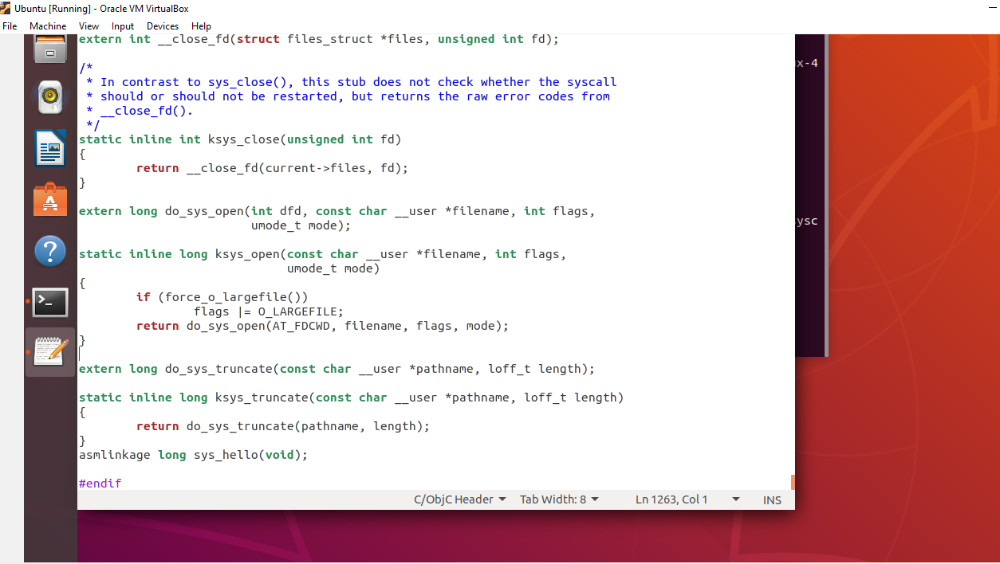 Ubuntu [Running] - Oracle VM VirtualBox
File Machine View Input Devices Help
extern int __close_fd(struct files_struct *files, unsigned int fd);
/*
 * In contrast to sys_close(), this stub does not check whether the syscall
 * should or should not be restarted, but returns the raw error codes from
 * __close_fd().
 */
static inline int ksys_close(unsigned int fd)
{
        return __close_fd(current->files, fd);
}
extern long do_sys_open(int dfd, const char __user *filename, int flags,
                        umode_t mode);
static inline long ksys_open(const char __user *filename, int flags,
                             umode_t mode)
{
        if (force_o_largefile())
                flags |= O_LARGEFILE;
        return do_sys_open(AT_FDCWD, filename, flags, mode);
}
extern long do_sys_truncate(const char __user *pathname, loff_t length);
static inline long ksys_truncate(const char __user *pathname, loff_t length)
{
        return do_sys_truncate(pathname, length);
}
asmlinkage long sys_hello(void);
#endif
C/ObjC Header Tab Width: 8 Ln 1263, Col 1 INS
x-4
ysc